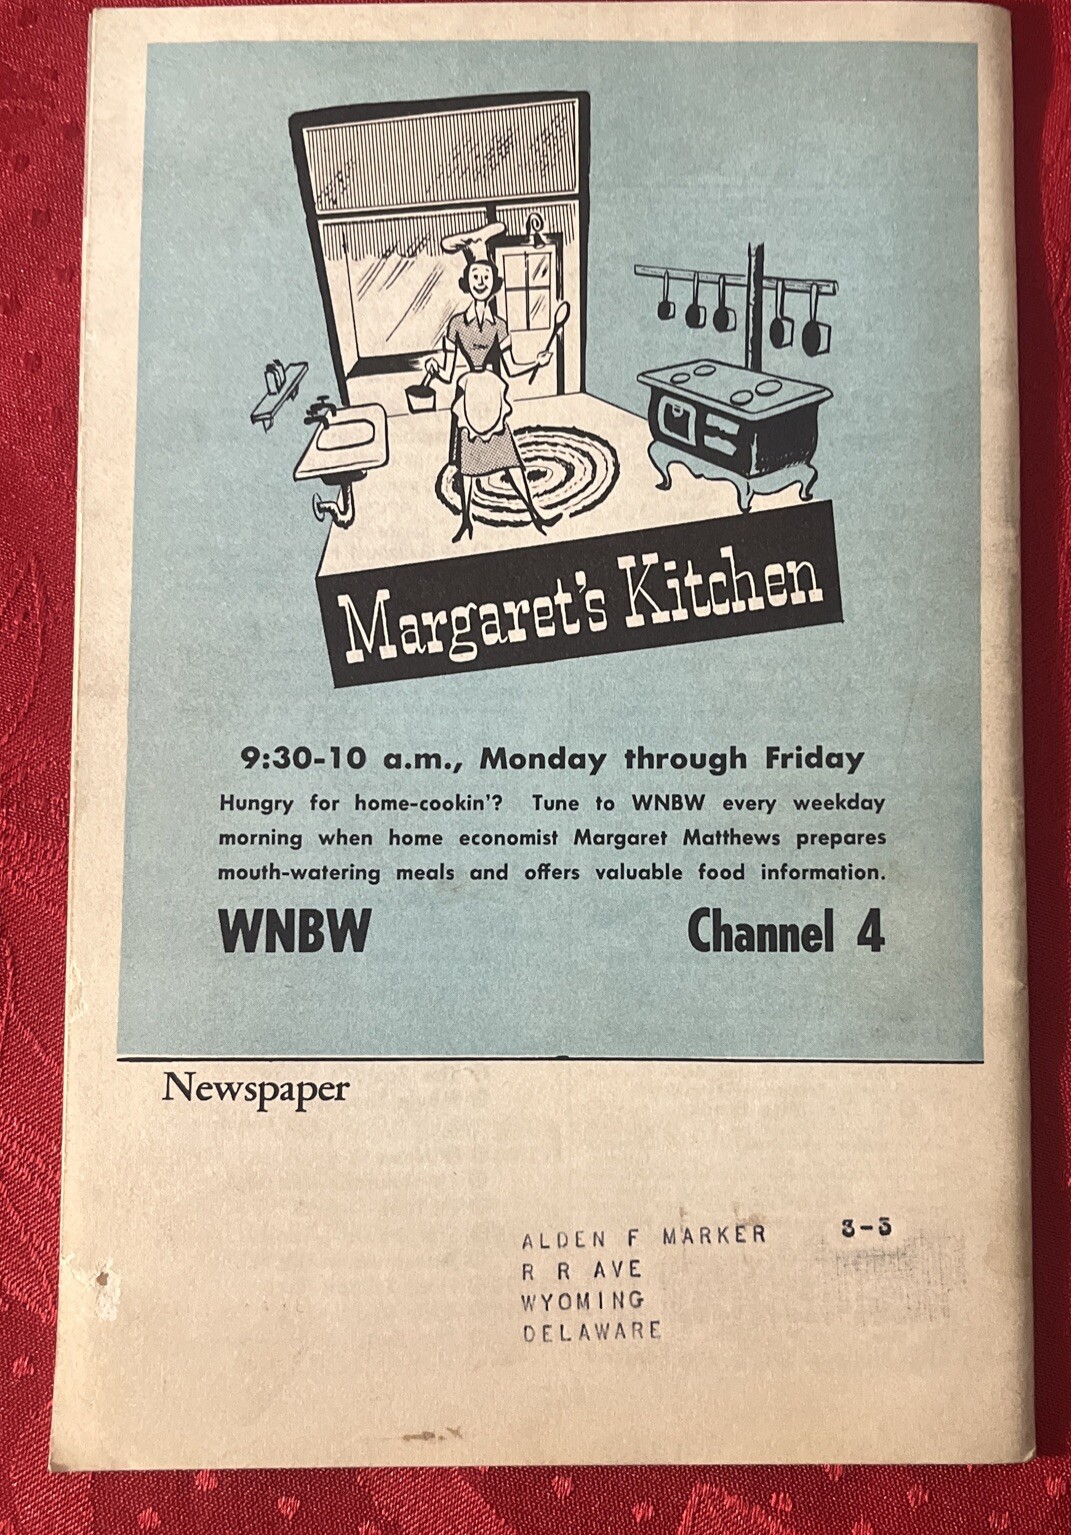 Margaret's Kitchen
9:30-10 a.m., Monday through Friday
Hungry for home-cookin'? Tune to WNBW every weekday
morning when home economist Margaret Matthews prepares
mouth-watering meals and offers valuable food information.
WNBW Channel 4
Newspaper
ALDEN F MARKER 3-3
R R AVE
WYOMING
DELAWARE